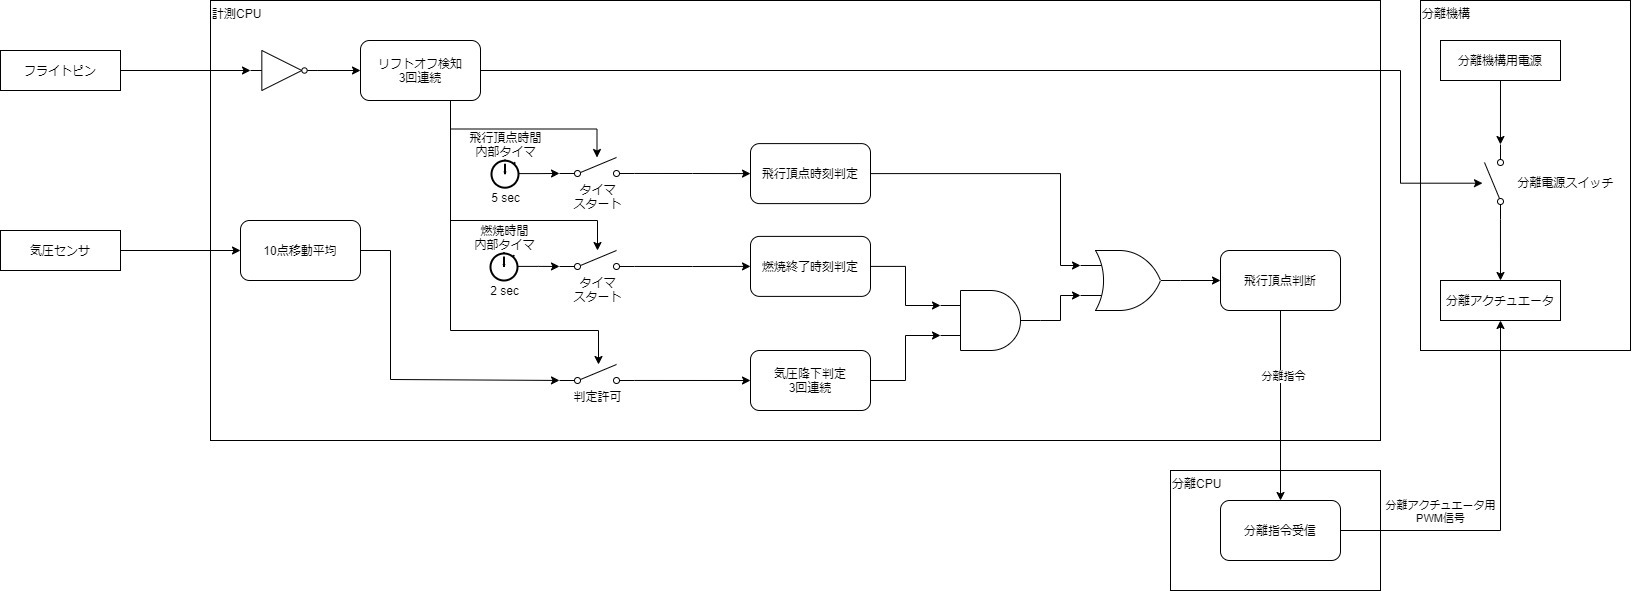 計測CPU
分離機構
フライトピン
リフトオフ検知
3回連続
分離機構用電源
飛行頂点時間
内部タイマ
5 sec
タイマ
スタート
飛行頂点時刻判定
分離電源スイッチ
気圧センサ
10点移動平均
燃焼時間
内部タイマ
2 sec
タイマ
スタート
燃焼終了時刻判定
飛行頂点判断
分離アクチュエータ
判定許可
気圧降下判定
3回連続
分離指令
分離CPU
分離指令受信
分離アクチュエータ用
PWM信号